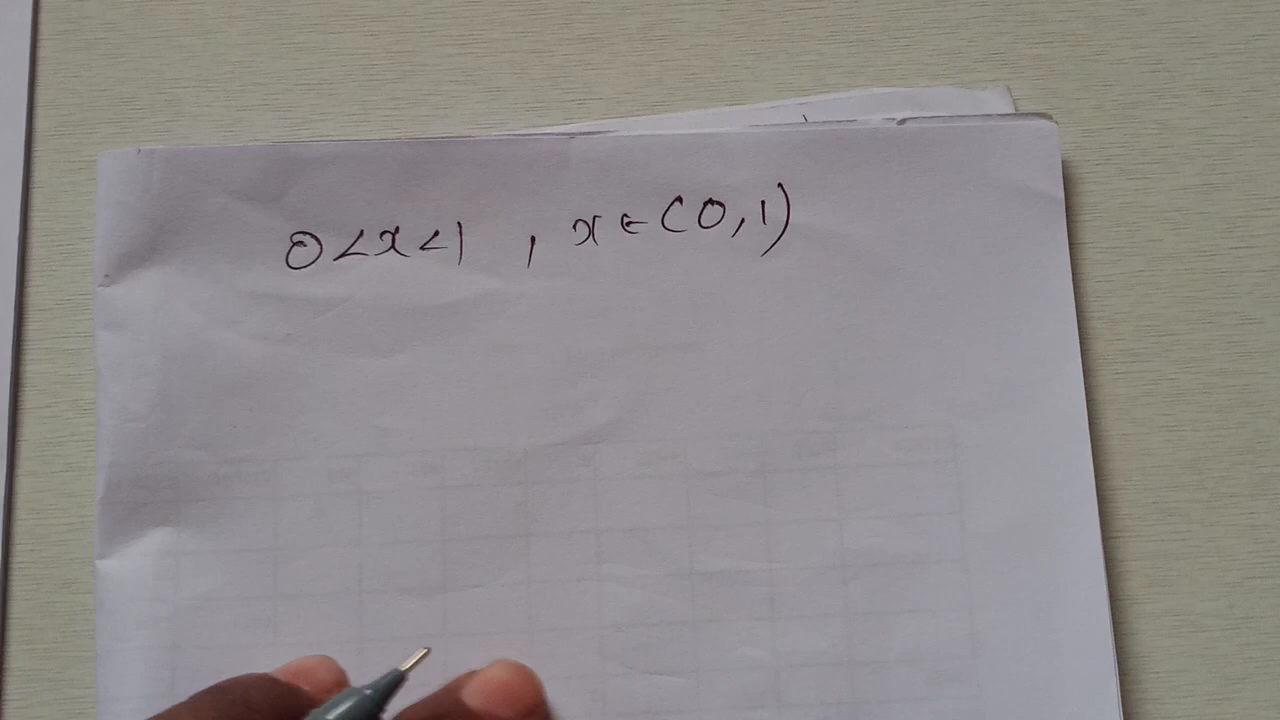 0<x<1 , x ∈ (0,1)